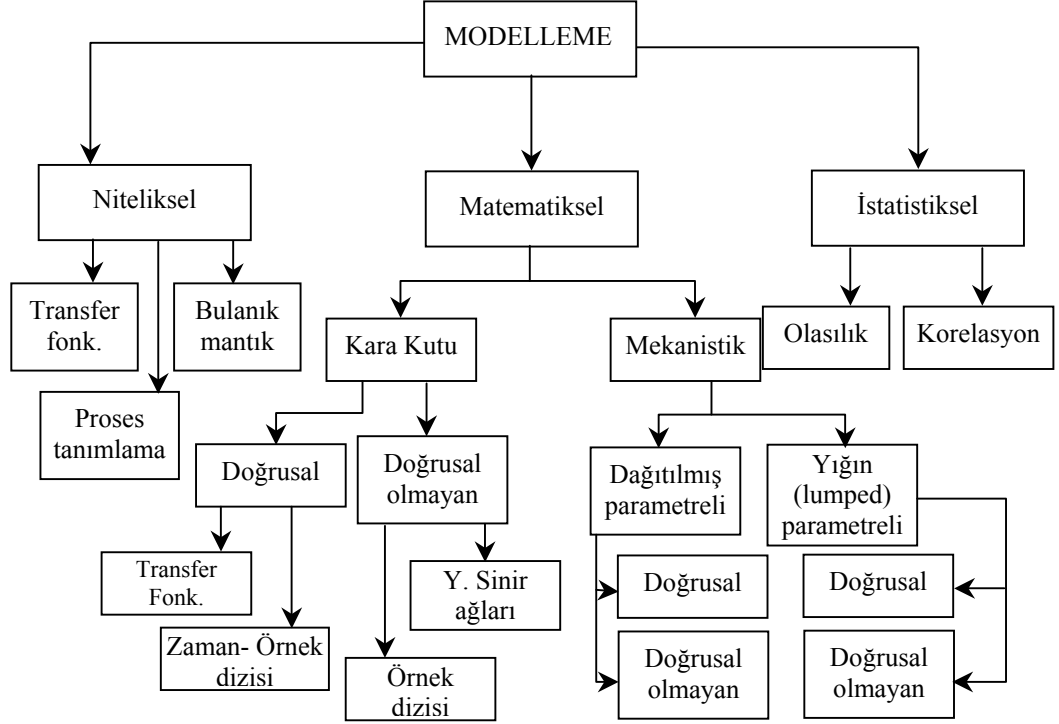 MODELLEME
Niteliksel
Matematiksel
İstatistiksel
Transfer
fonk.
Bulanık
mantık
Proses
tanımlama
Kara Kutu
Mekanistik
Olasılık
Korelasyon
Doğrusal
Doğrusal
olmayan
Dağıtılmış
parametreli
Yığın
(lumped)
parametreli
Transfer
Fonk.
Zaman- Örnek
dizisi
Y. Sinir
ağları
Örnek
dizisi
Doğrusal
Doğrusal
Doğrusal
olmayan
Doğrusal
olmayan